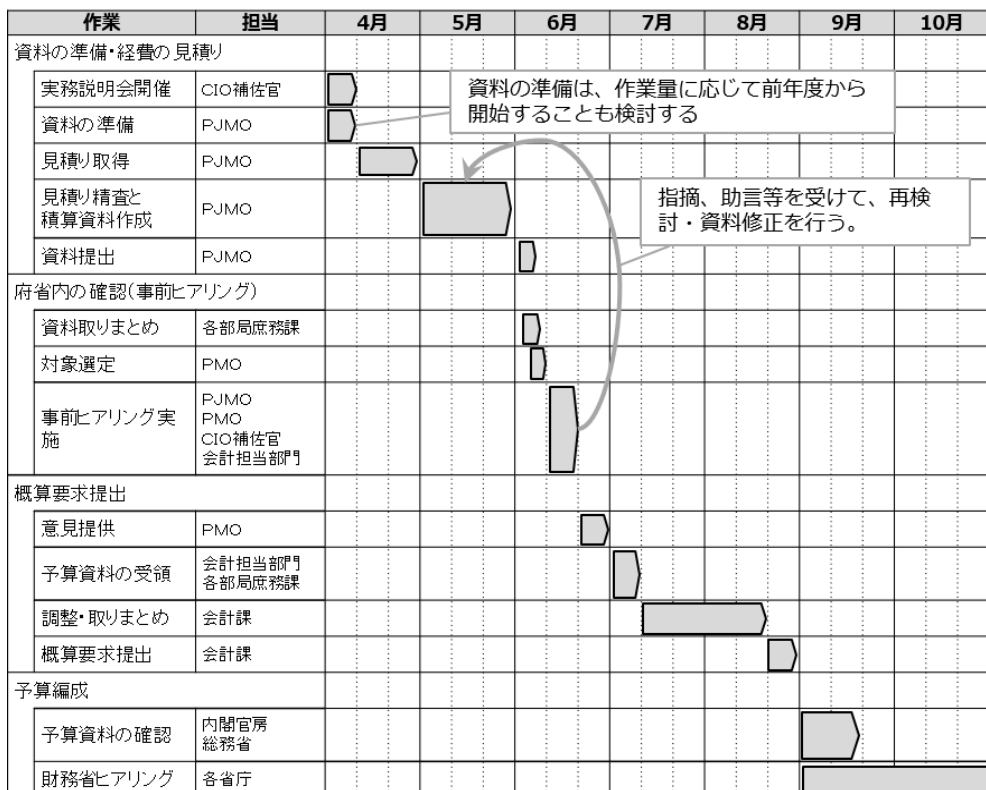 作業 担当 4月 5月 6月 7月 8月 9月 10月
資料の準備・経費の見積り
実務説明会開催 CIO補佐官
資料の準備は、作業量に応じて前年度から
開始することも検討する
資料の準備 PJMO
見積り取得 PJMO
見積り精査と
積算資料作成
PJMO
指摘、助言等を受けて、再検
討・資料修正を行う。
資料提出 PJMO
府省内の確認(事前ヒアリング)
資料取りまとめ 各部局庶務課
対象選定 PMO
事前ヒアリング実
施
PJMO
PMO
CIO補佐官
会計担当部門
概算要求提出
意見提供 PMO
予算資料の受領
会計担当部門
各部局庶務課
調整・取りまとめ 会計課
概算要求提出 会計課
予算編成
予算資料の確認
内閣官房
総務省
財務省ヒアリング 各省庁